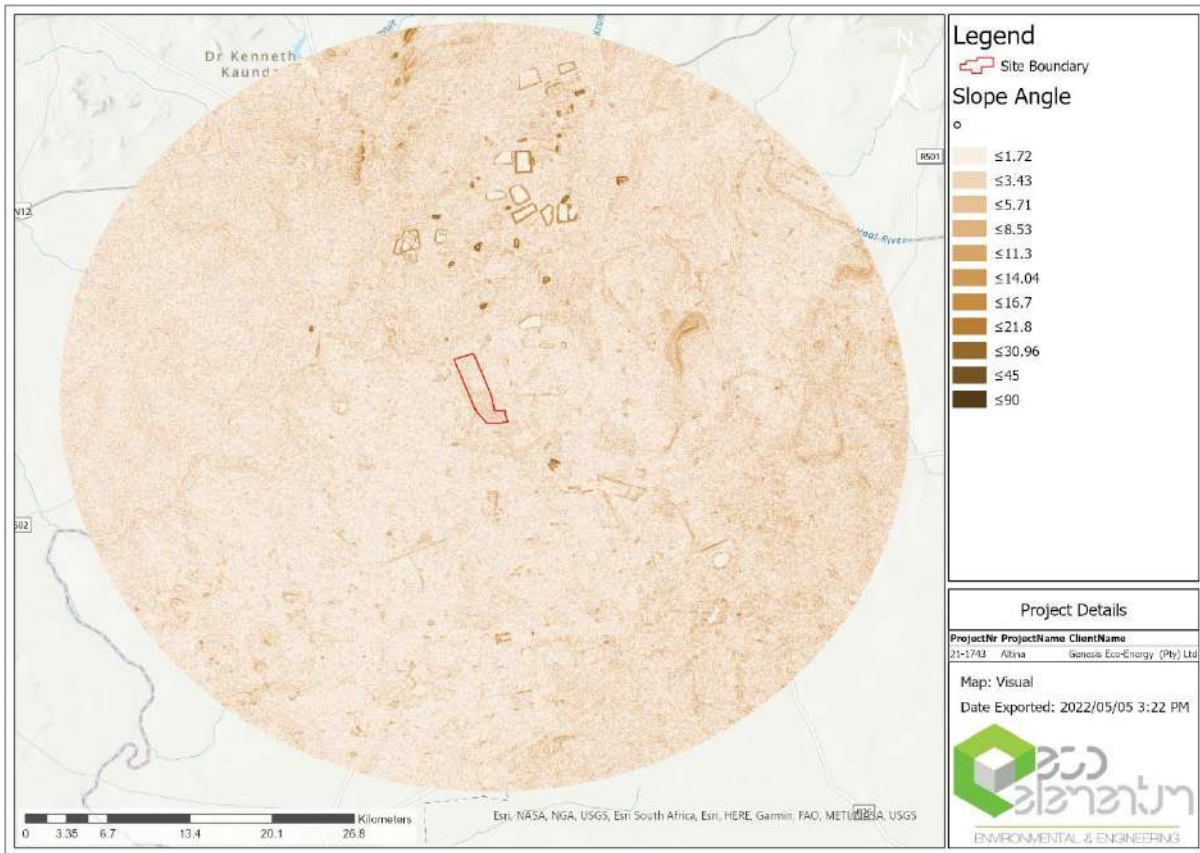 Dr Kenneth
Kaunda
N
R501
N12
Vaal River
Kilometers
0 3.35 6.7 13.4 20.1 26.8
Esri, NASA, NGA, USGS, Esri South Africa, Esri, HERE, Garmin, FAO,
USGS
Legend
Site Boundary
Slope Angle
°
≤1.72
≤3.43
≤5.71
≤8.53
≤11.3
≤14.04
≤16.7
≤21.8
≤30.96
≤45
≤90
Project Details
ProjectNr ProjectName ClientName
21-1743 Altina Genesis Eco-Energy (Pty) Ltd
Map: Visual
Date Exported: 2022/05/05 3:22 PM
eco
elementum
ENVIRONMENTAL & ENGINEERING